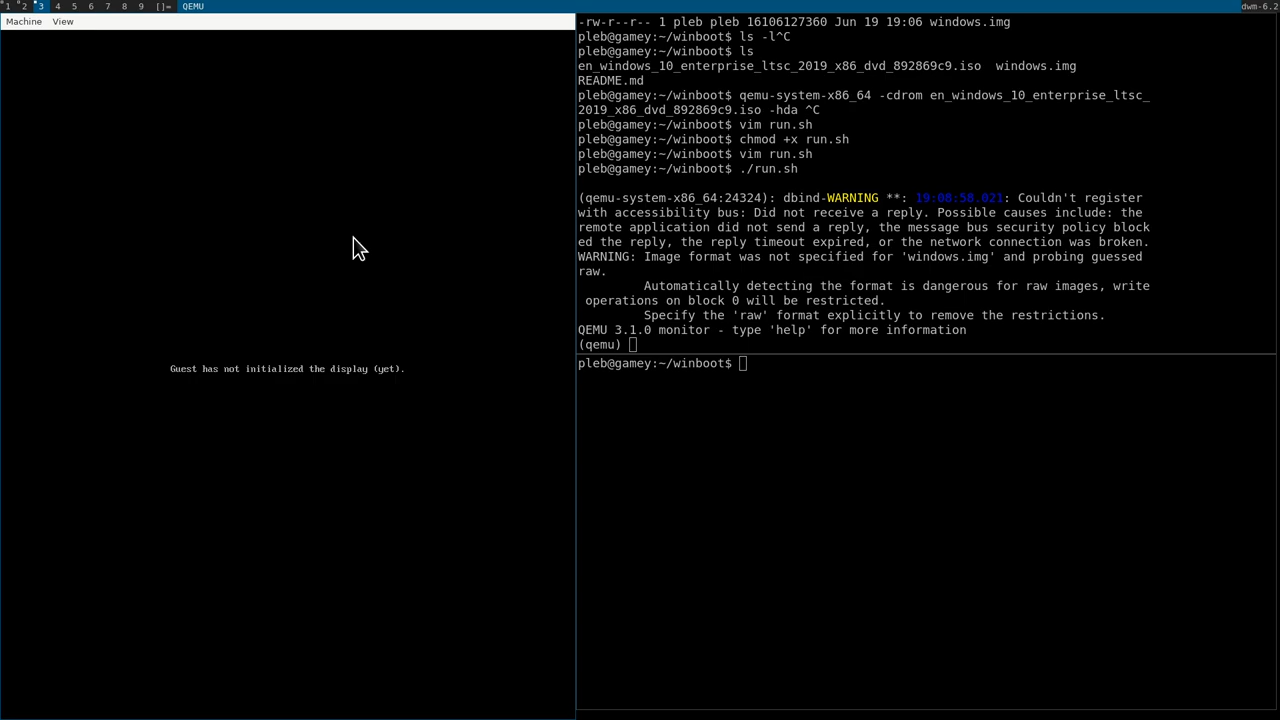 1 2 3 4 5 6 7 8 9 []= QEMU dwm-6.2
Machine View
Guest has not initialized the display (yet).
-rw-r--r-- 1 pleb pleb 16106127360 Jun 19 19:06 windows.img
pleb@gamey:~/winboot$ ls -l^C
pleb@gamey:~/winboot$ ls
en_windows_10_enterprise_ltsc_2019_x86_dvd_892869c9.iso  windows.img
README.md
pleb@gamey:~/winboot$ qemu-system-x86_64 -cdrom en_windows_10_enterprise_ltsc_
2019_x86_dvd_892869c9.iso -hda ^C
pleb@gamey:~/winboot$ vim run.sh
pleb@gamey:~/winboot$ chmod +x run.sh
pleb@gamey:~/winboot$ vim run.sh
pleb@gamey:~/winboot$ ./run.sh
(qemu-system-x86_64:24324): dbind-WARNING **: 19:08:58.021: Couldn't register
with accessibility bus: Did not receive a reply. Possible causes include: the
remote application did not send a reply, the message bus security policy block
ed the reply, the reply timeout expired, or the network connection was broken.
WARNING: Image format was not specified for 'windows.img' and probing guessed
raw.
Automatically detecting the format is dangerous for raw images, write
operations on block 0 will be restricted.
Specify the 'raw' format explicitly to remove the restrictions.
QEMU 3.1.0 monitor - type 'help' for more information
(qemu)
pleb@gamey:~/winboot$